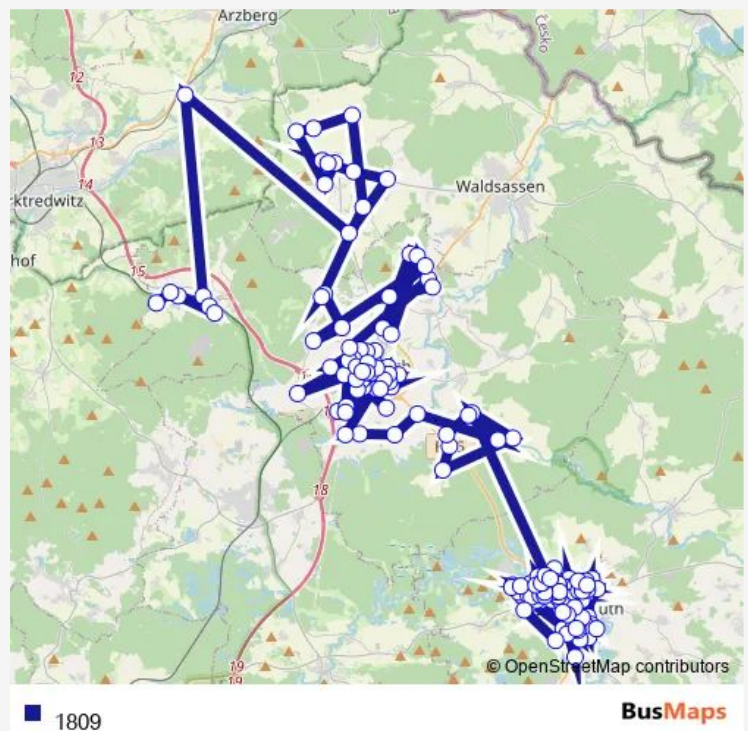 Arzberg
Česko
12
13
14
rktredwitz
Waldsassen
hof
15
18
19
19
© OpenStreetMap contributors
1809
BusMaps